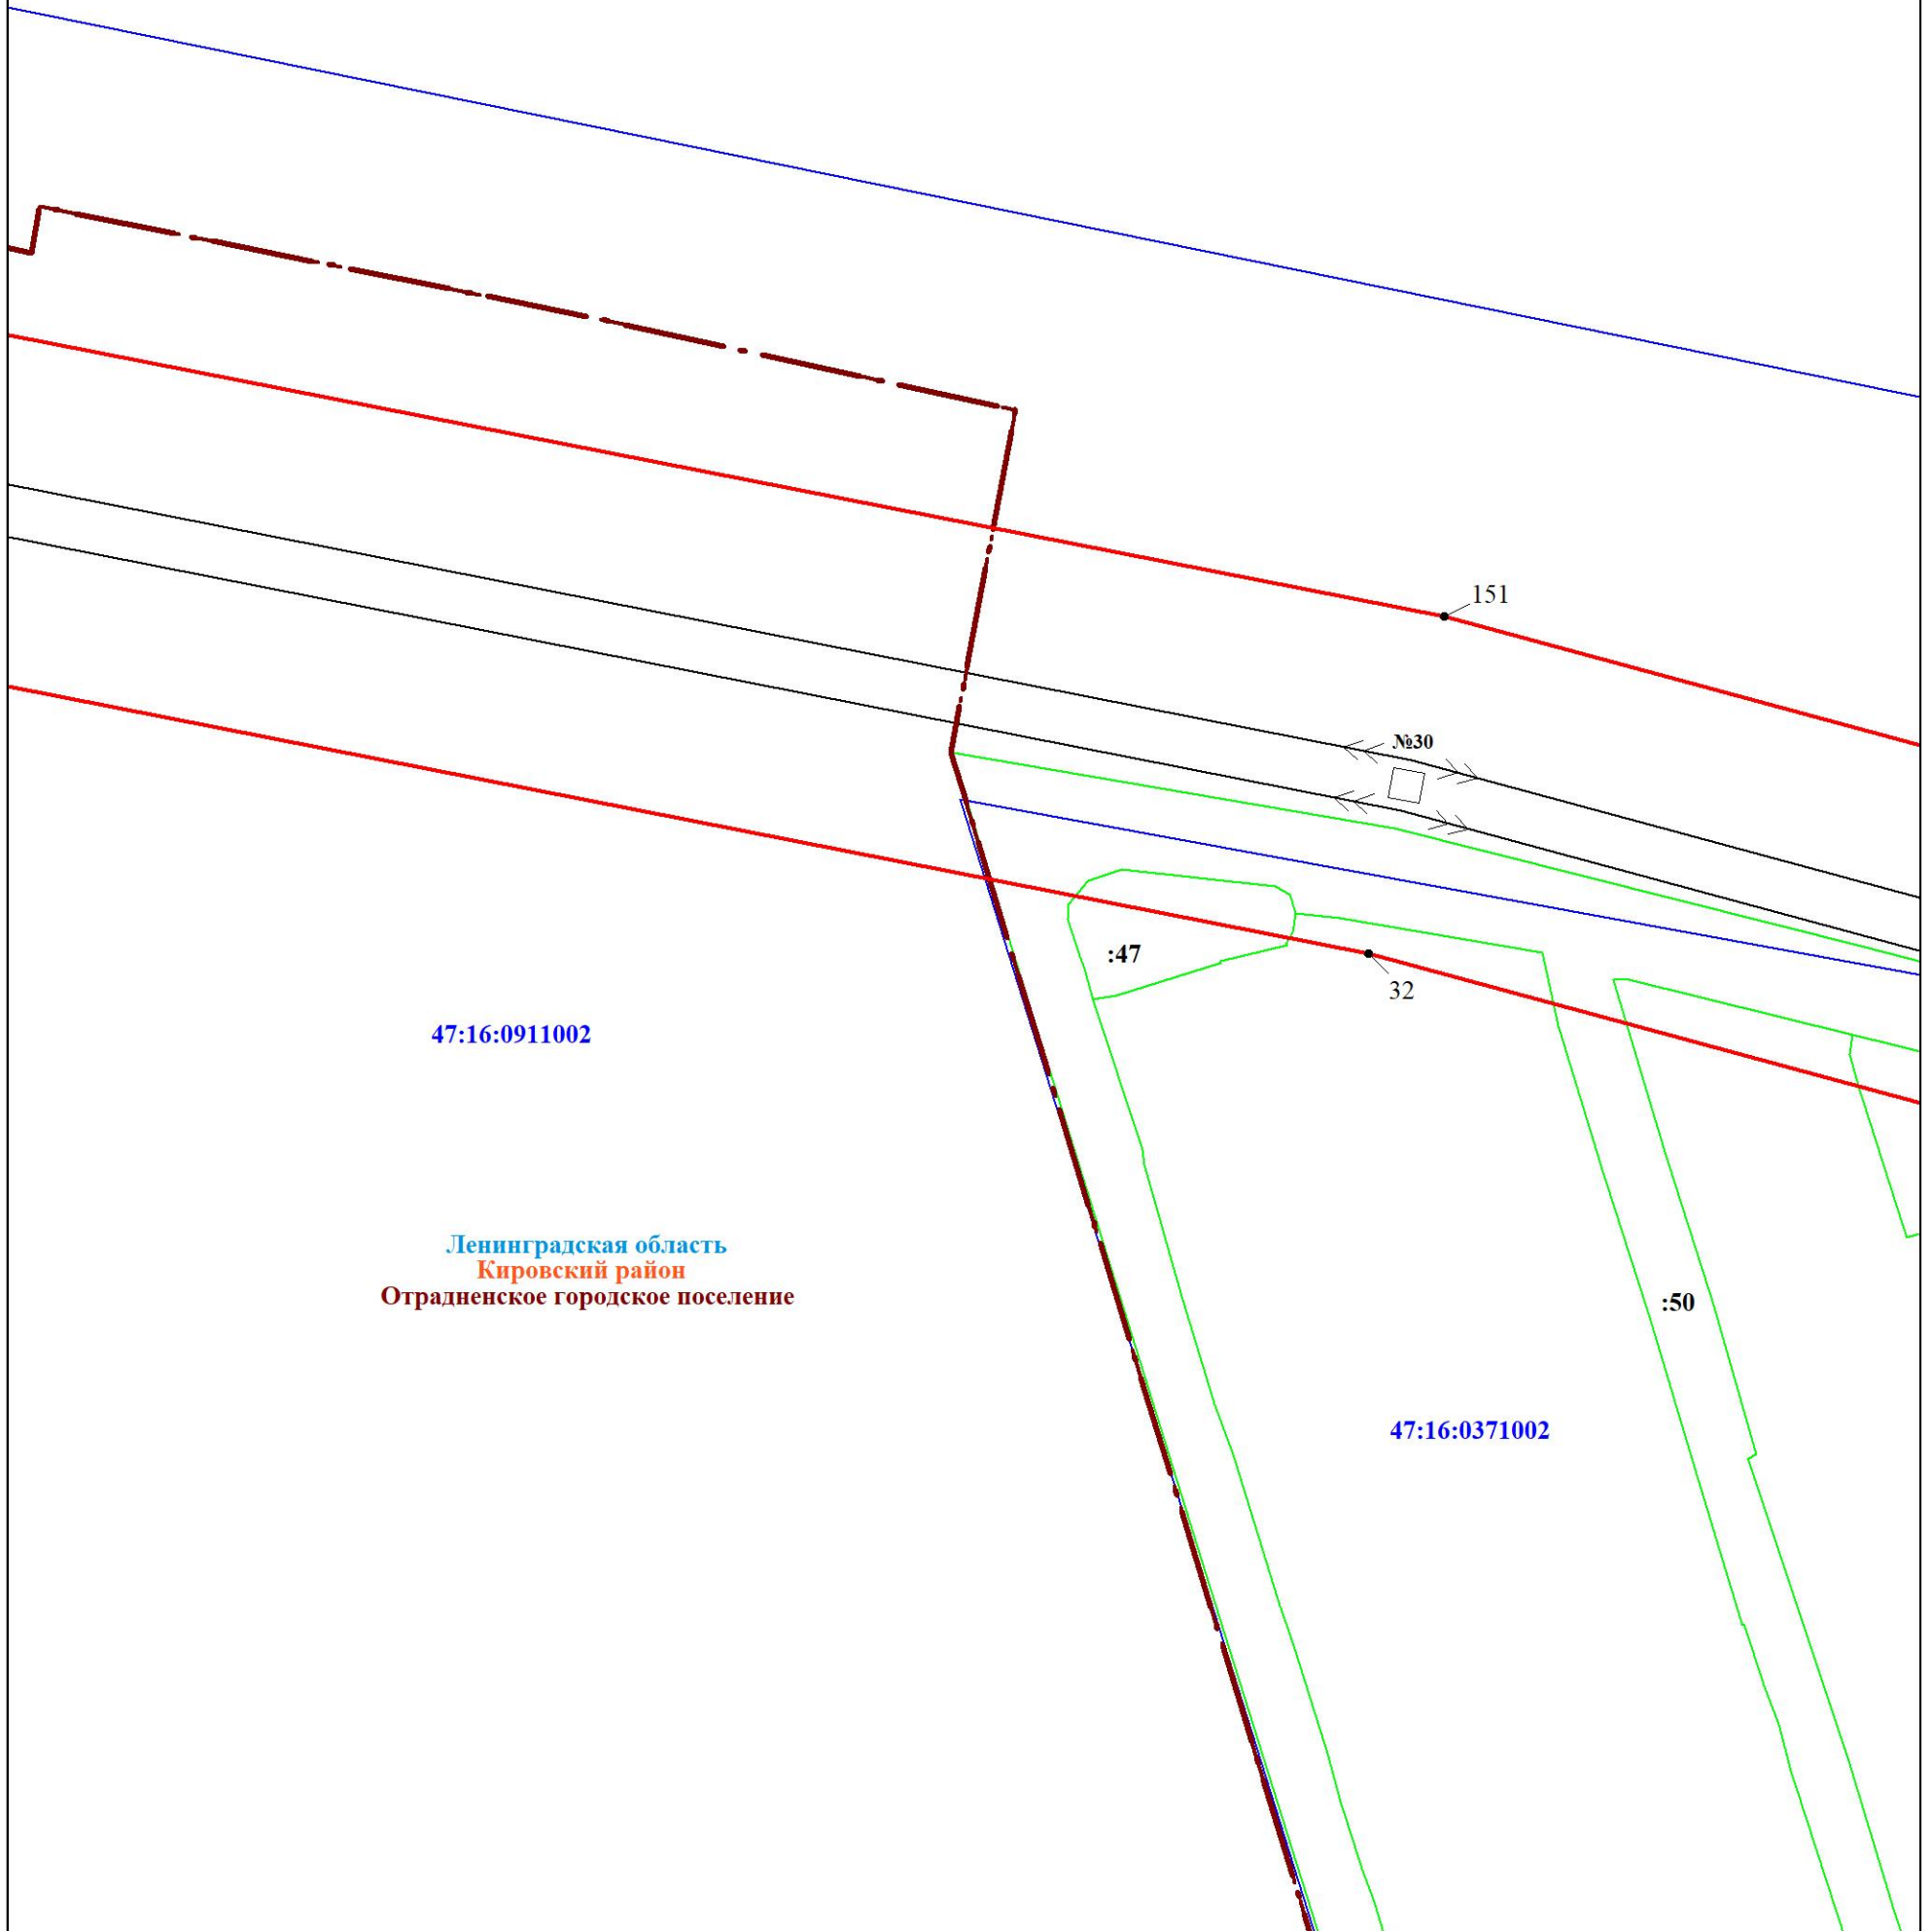 151
№30
:47
32
47:16:0911002
Ленинградская область
Кировский район
Отрадненское городское поселение
:50
47:16:0371002